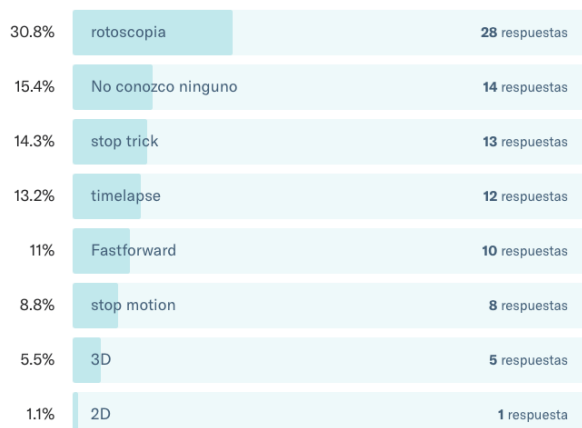 30.8% rotoscopia 28 respuestas
15.4% No conozco ninguno 14 respuestas
14.3% stop trick 13 respuestas
13.2% timelapse 12 respuestas
11% Fastforward 10 respuestas
8.8% stop motion 8 respuestas
5.5% 3D 5 respuestas
1.1% 2D 1 respuesta